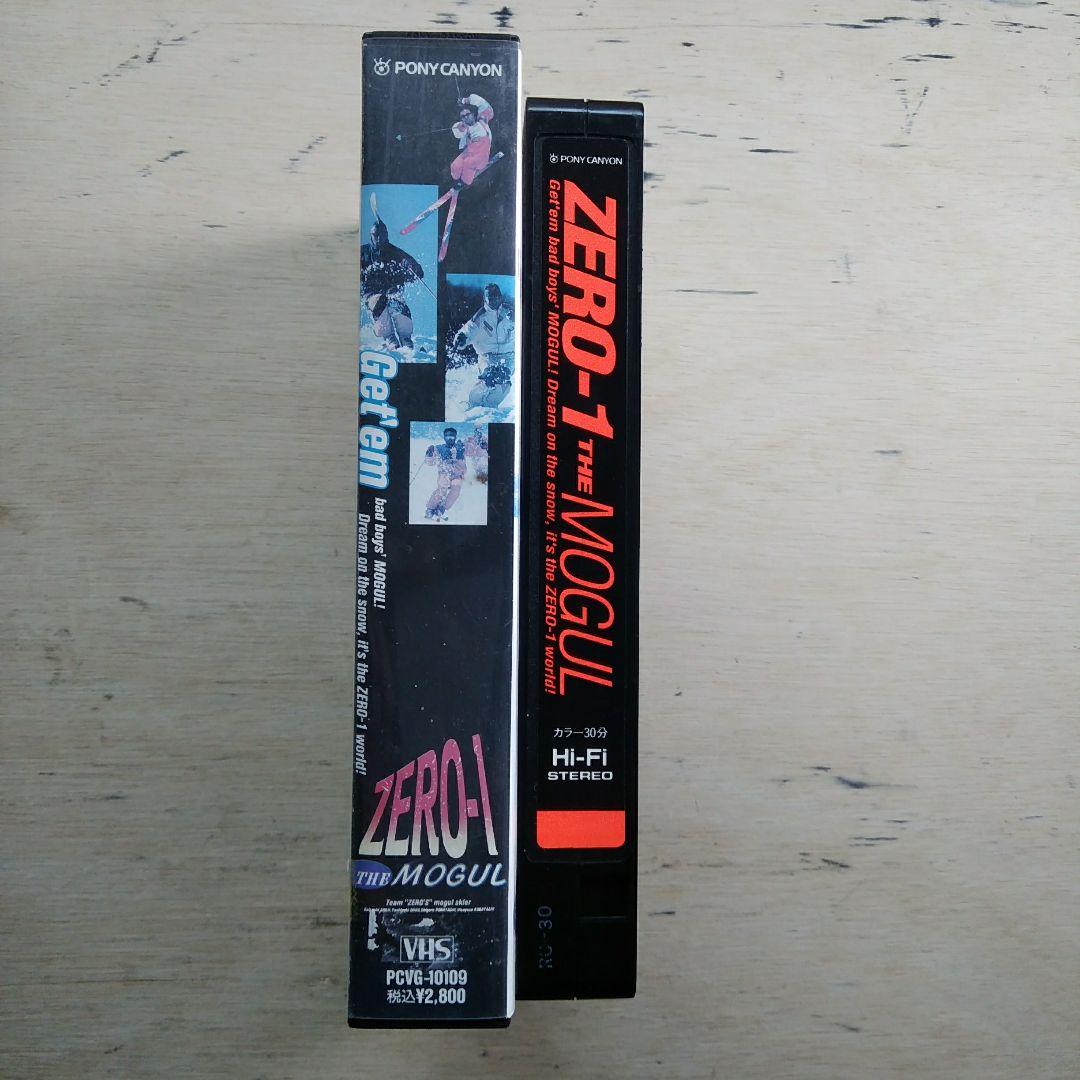 PONY CANYON
Get'em
bad boys' MOGUL!
Dream on the snow, it's the ZERO-1 world!
ZERO-1
THE MOGUL
Team "ZERO'S" mogul skier
VHS
PCVG-10109
税込¥2,800
PONY CANYON
ZERO-1 THE MOGUL
Get'em bad boys' MOGUL! Dream on the snow, it's the ZERO-1 world!
カラー30分
Hi-Fi
STEREO